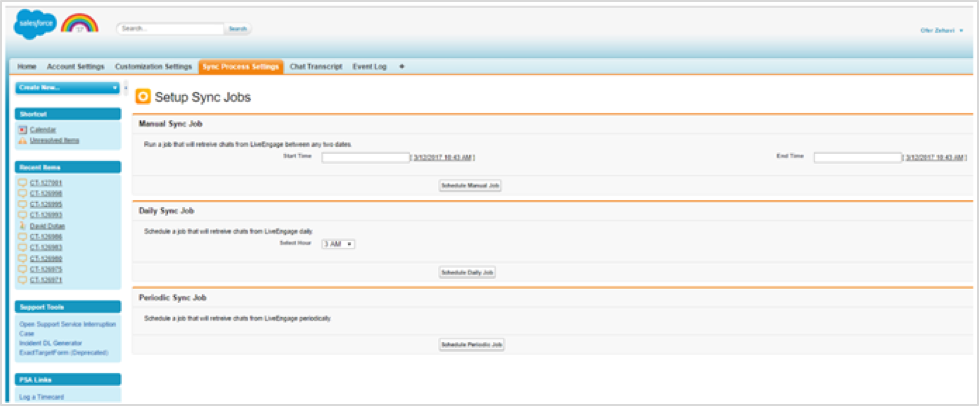 salesforce
17
Search...
Search
Ofer Zehavi
Home Account Settings Customization Settings Sync Process Settings Chat Transcript Event Log +
Create New...
Setup Sync Jobs
Shortcut
Calendar
Unresolved Items
Recent Items
CT-127001
CT-126998
CT-126995
CT-126993
David Dolan
CT-126986
CT-126983
CT-126980
CT-126975
CT-126971
Support Tools
Open Support Service Interruption
Case
Incident DL Generator
ExactTargetForm (Deprecated)
PSA Links
Log a Timecard
Manual Sync Job
Run a job that will retreive chats from LiveEngage between any two dates.
Start Time [ 3/12/2017 10:43 AM ] End Time [ 3/12/2017 10:43 AM ]
Schedule Manual Job
Daily Sync Job
Schedule a job that will retreive chats from LiveEngage daily.
Select Hour 3 AM
Schedule Daily Job
Periodic Sync Job
Schedule a job that will retreive chats from LiveEngage periodically.
Schedule Periodic Job